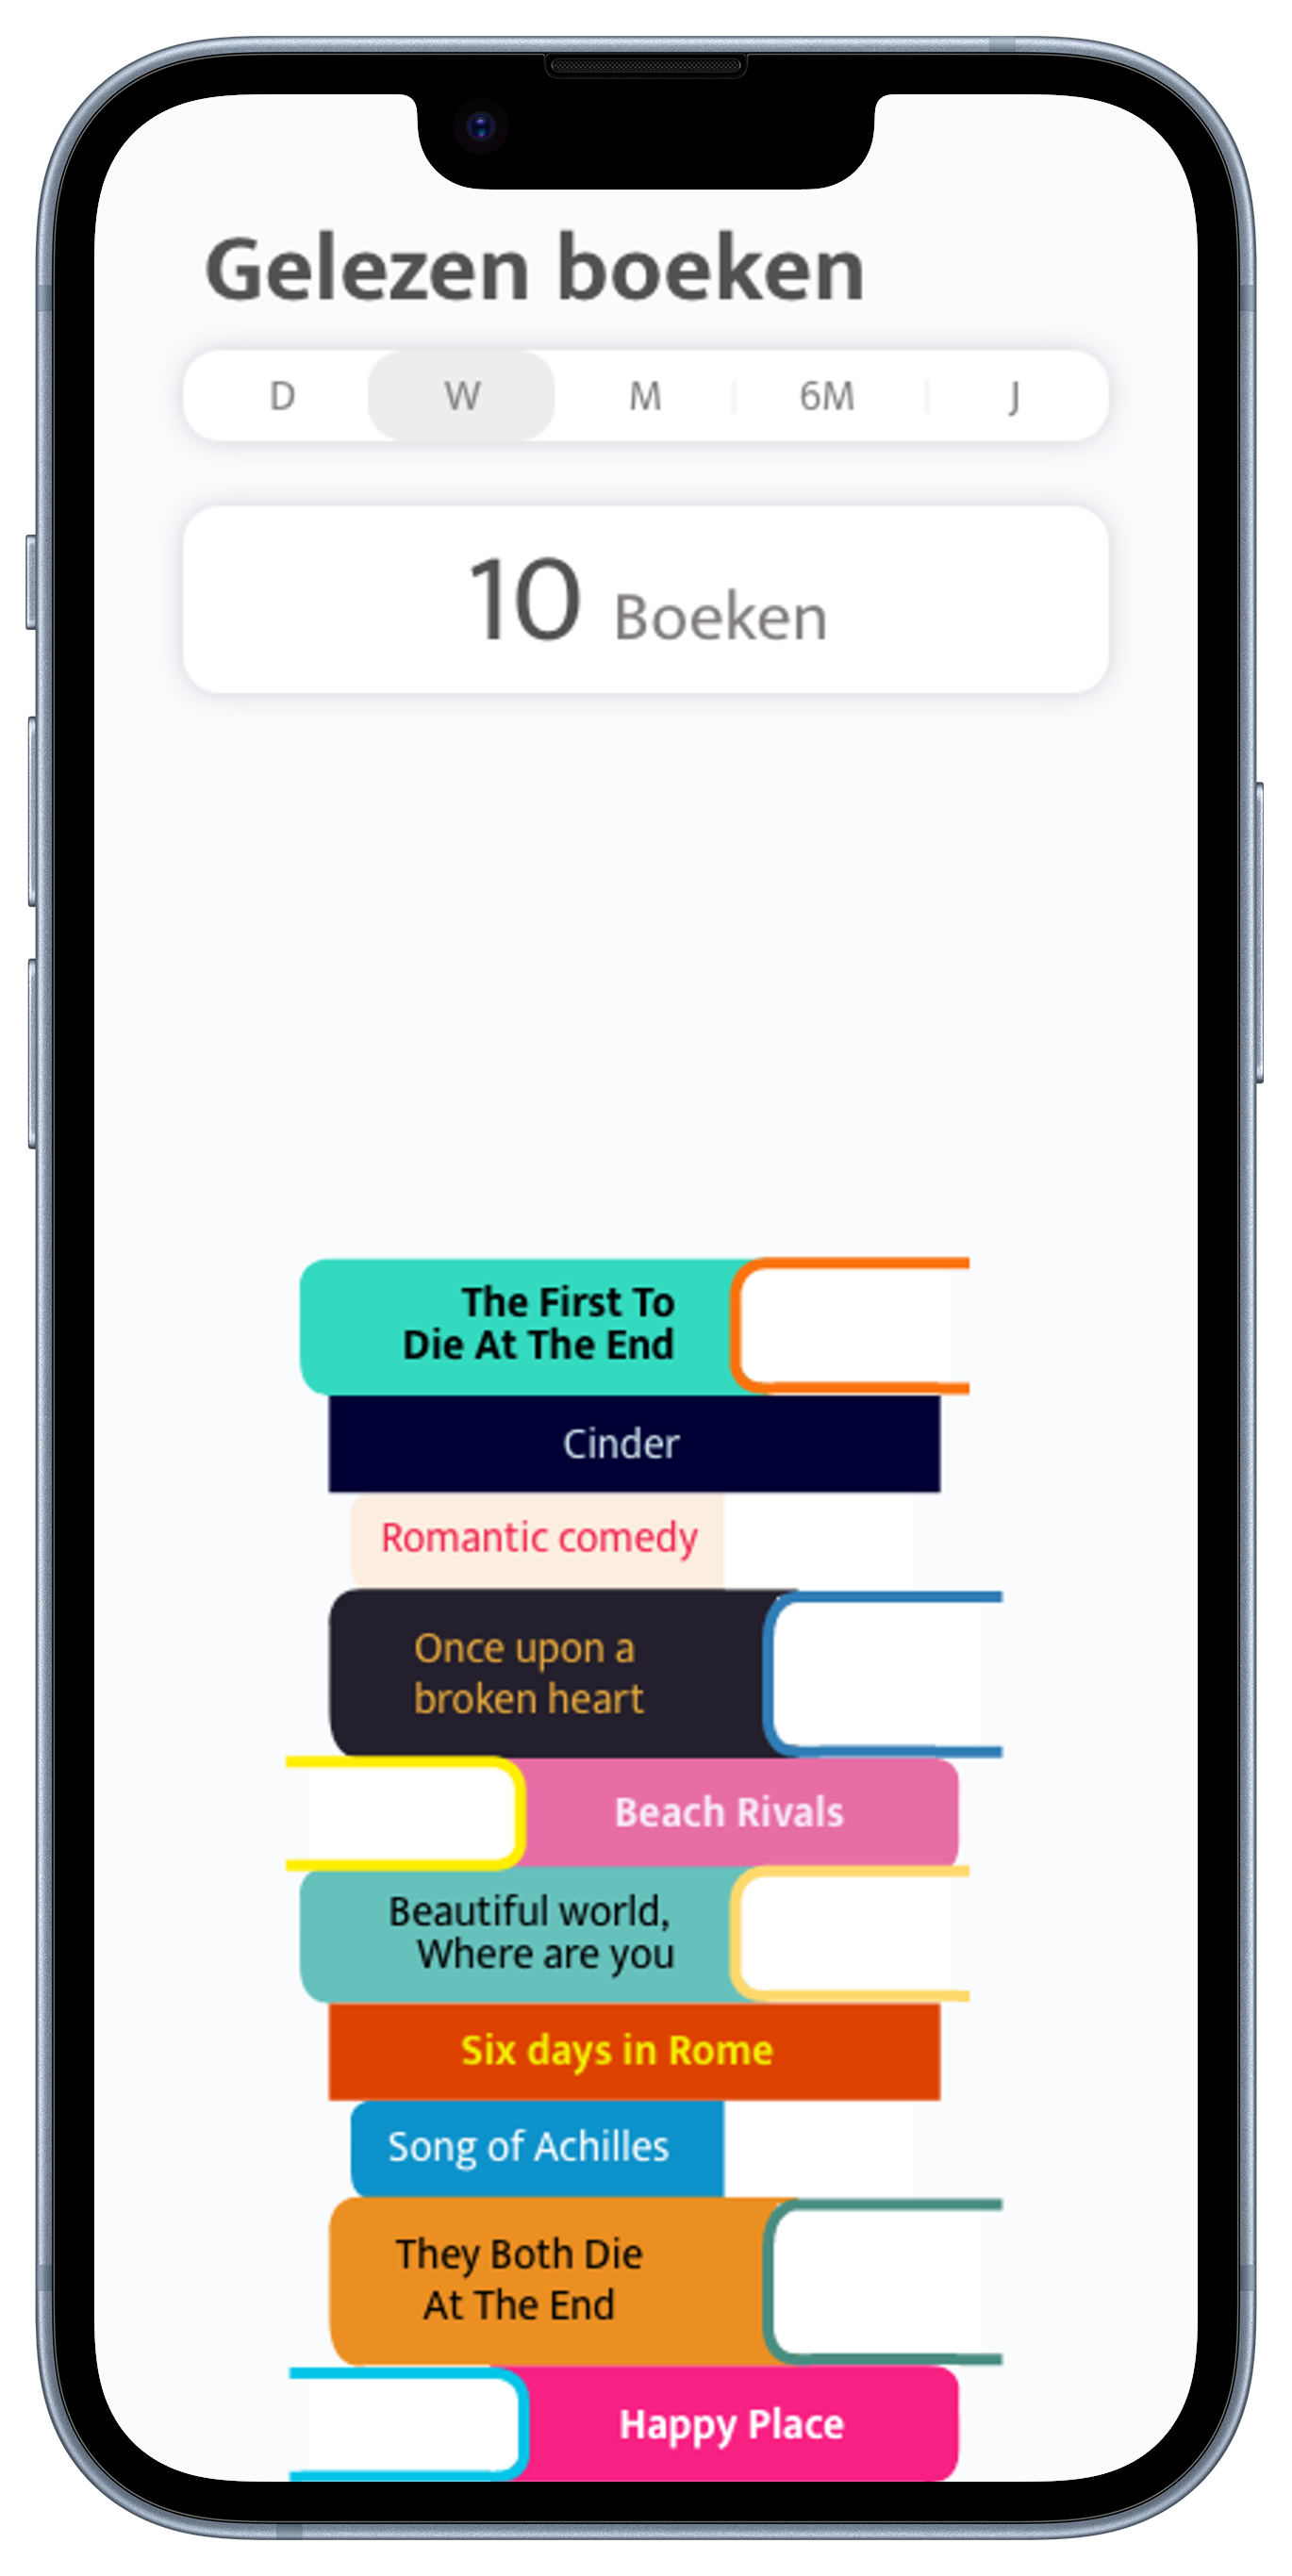 Gelezen boeken
D W M 6M J
10 Boeken
The First To
Die At The End
Cinder
Romantic comedy
Once upon a
broken heart
Beach Rivals
Beautiful world,
Where are you
Six days in Rome
Song of Achilles
They Both Die
At The End
Happy Place